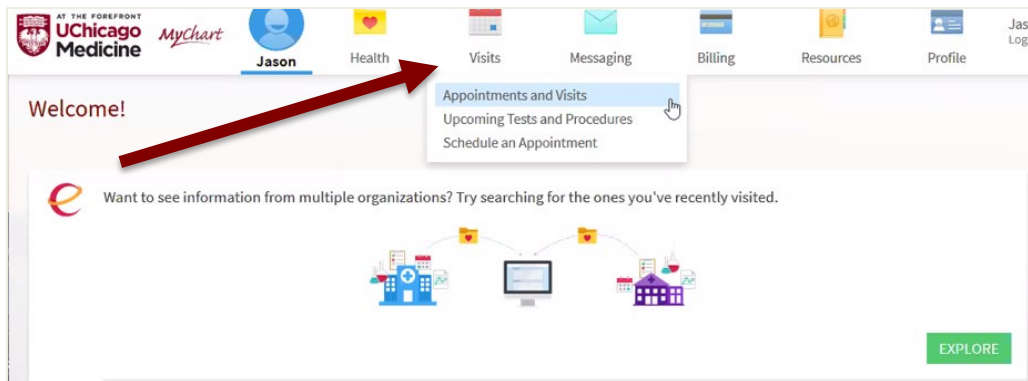 AT THE FOREFRONT
UChicago
Medicine
MyChart
Jason
Health
Visits
Messaging
Billing
Resources
Profile
Jas
Log
Welcome!
Appointments and Visits
Upcoming Tests and Procedures
Schedule an Appointment
Want to see information from multiple organizations? Try searching for the ones you've recently visited.
EXPLORE